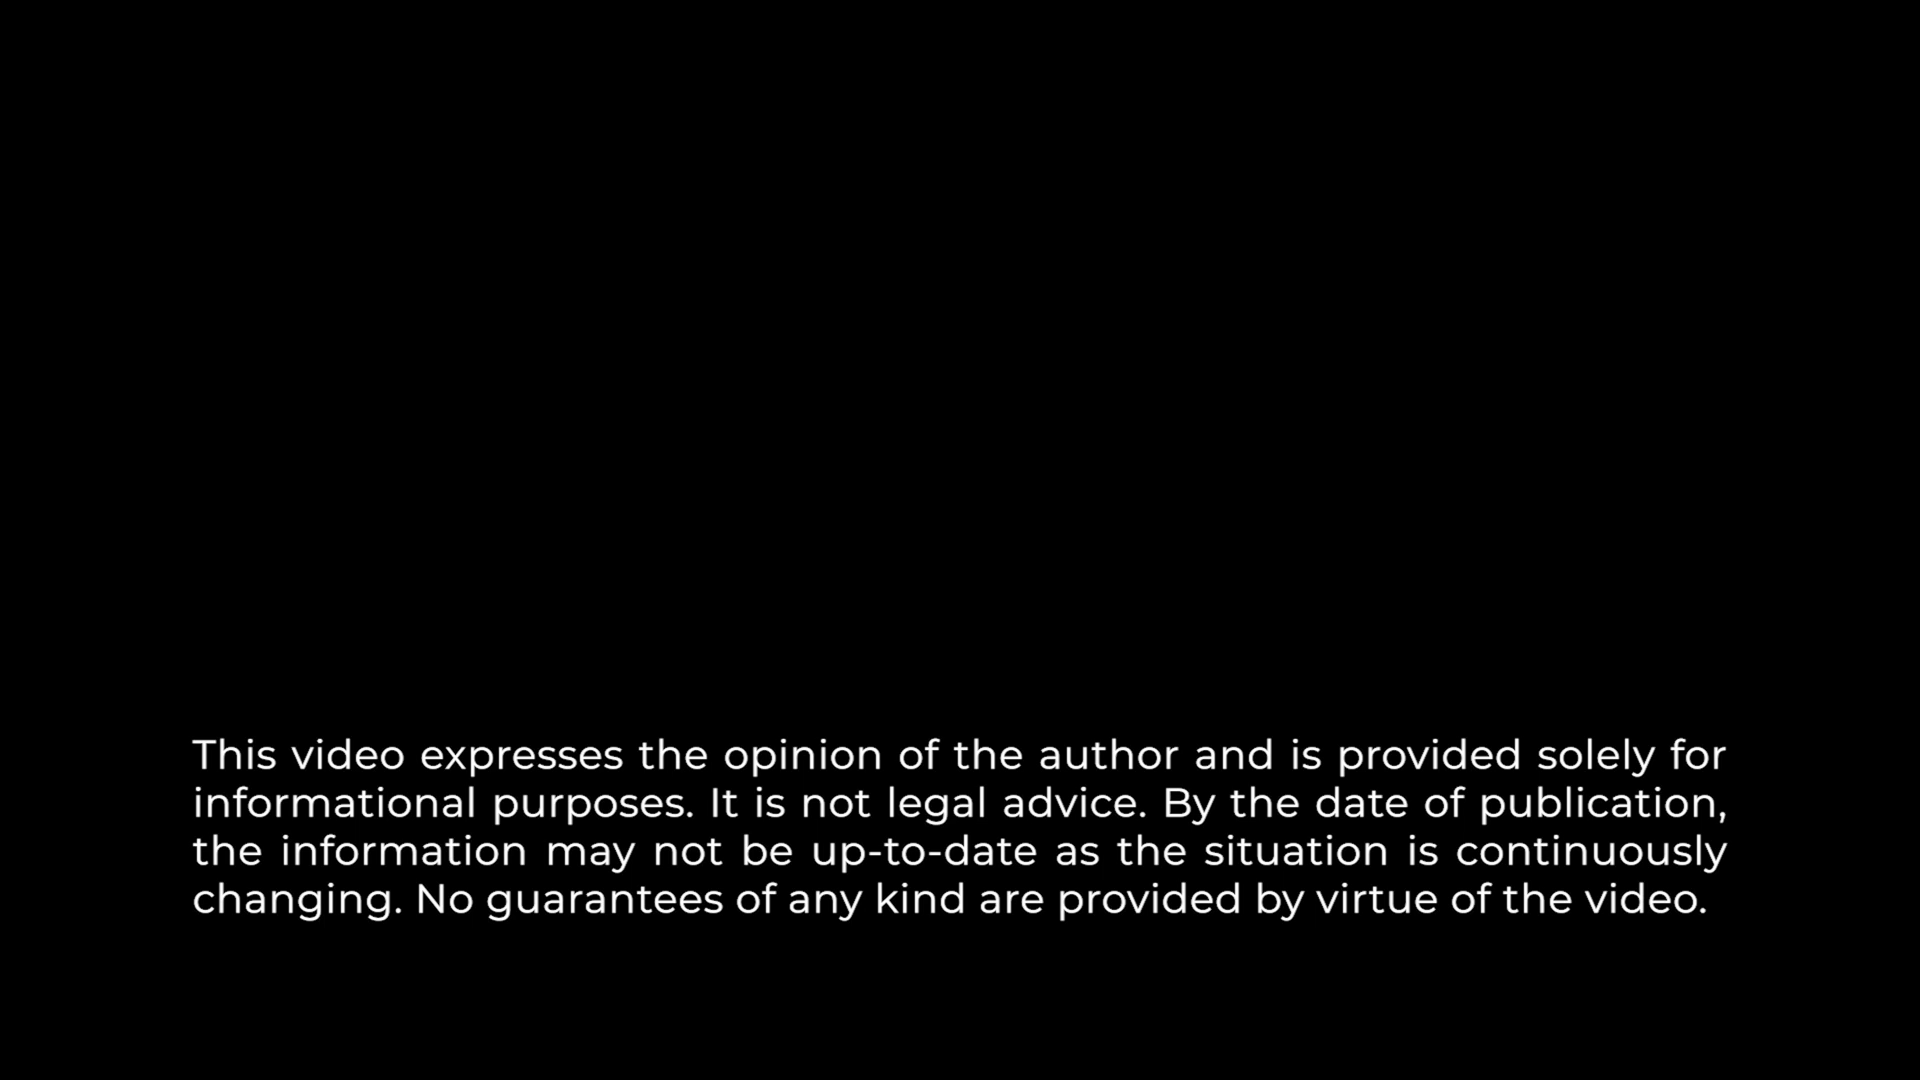 This video expresses the opinion of the author and is provided solely for
informational purposes. It is not legal advice. By the date of publication,
the information may not be up-to-date as the situation is continuously
changing. No guarantees of any kind are provided by virtue of the video.